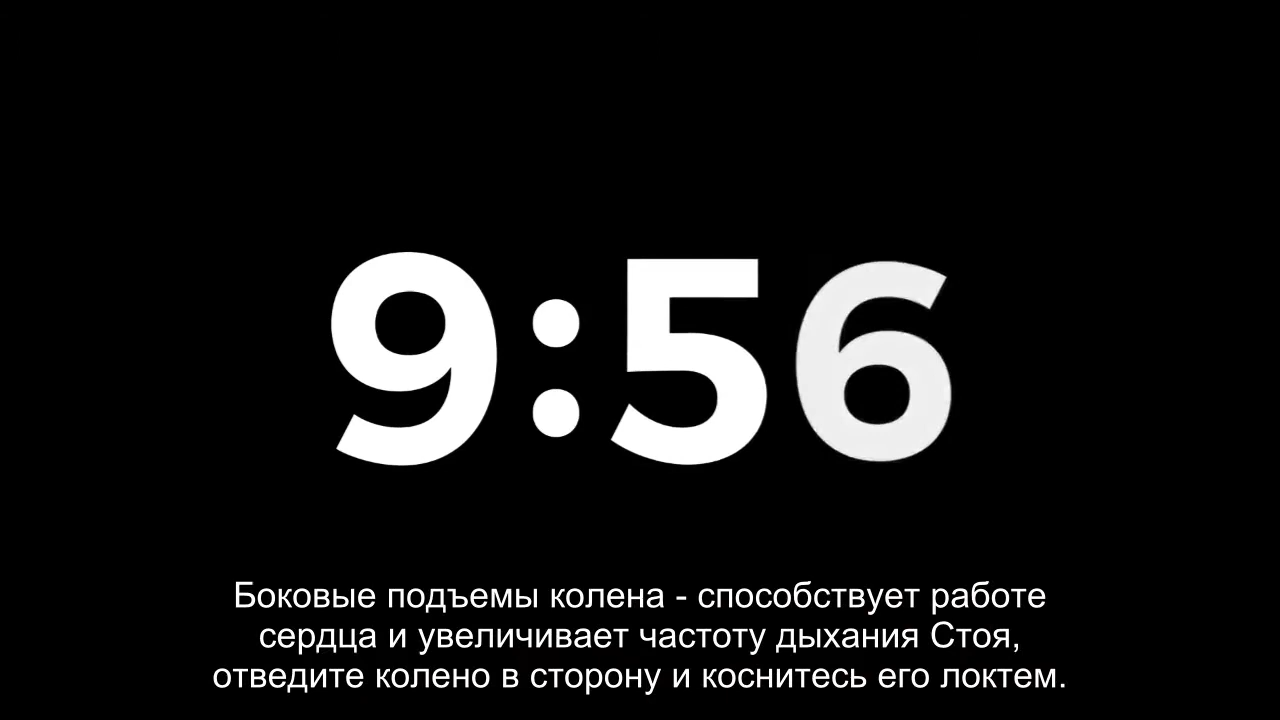 9:56
Боковые подъемы колена - способствует работе
сердца и увеличивает частоту дыхания Стоя,
отведите колено в сторону и коснитесь его локтем.